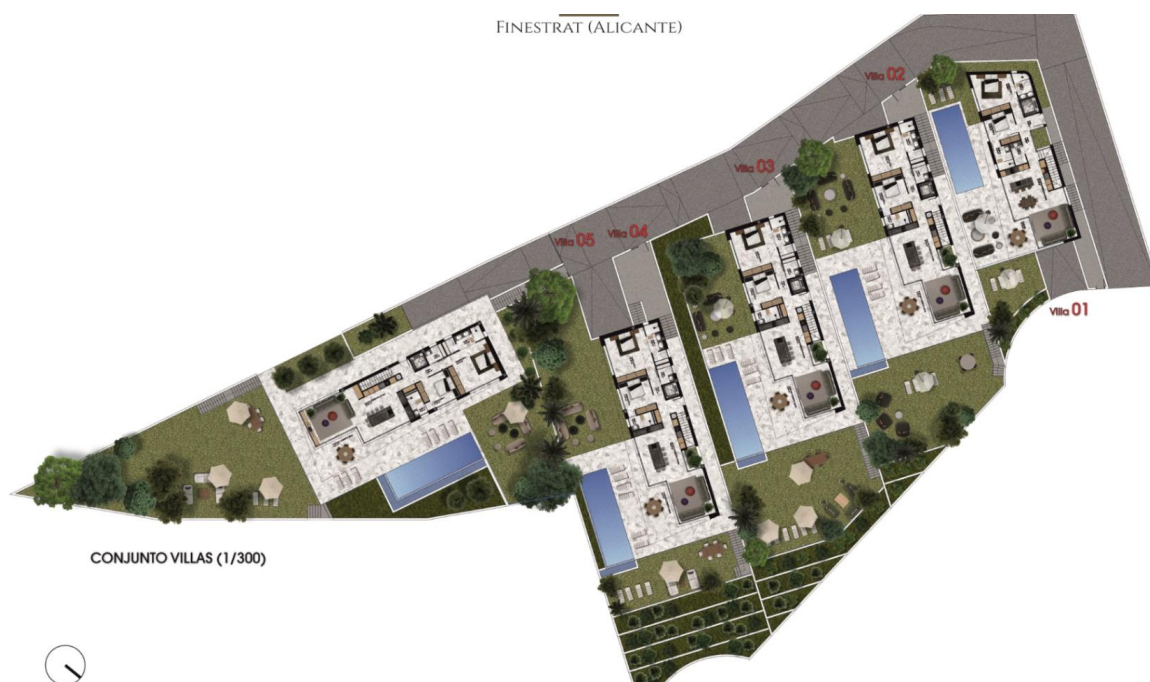 FINESTRAT (ALICANTE)
Villa 02
Villa 03
Villa 04
Villa 05
Villa 01
CONJUNTO VILLAS (1/300)